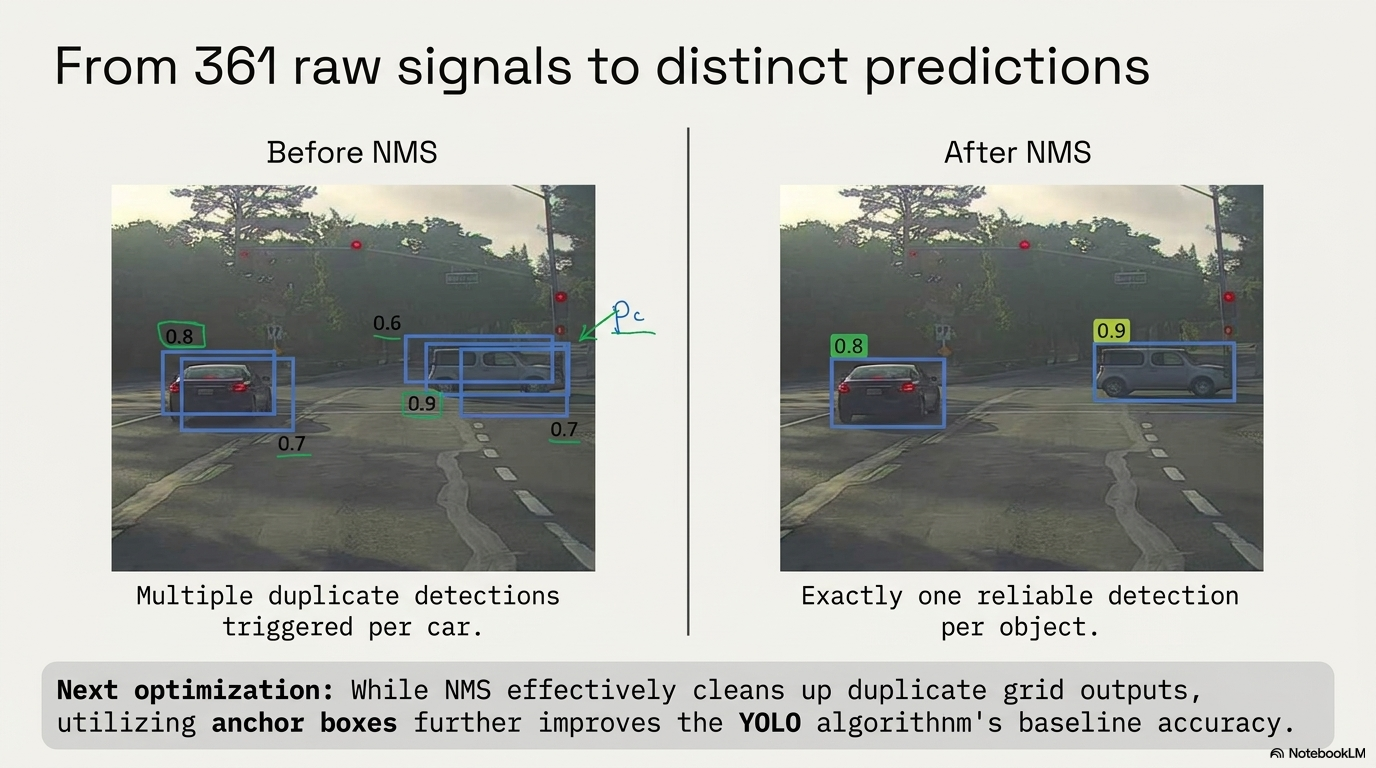 From 361 raw signals to distinct predictions
Before NMS
0.8
0.6
Pc
0.9
0.7
0.7
Multiple duplicate detections
triggered per car.
After NMS
0.8
0.9
Exactly one reliable detection
per object.
Next optimization: While NMS effectively cleans up duplicate grid outputs,
utilizing anchor boxes further improves the YOLO algorithnm's baseline accuracy.
NotebookLM